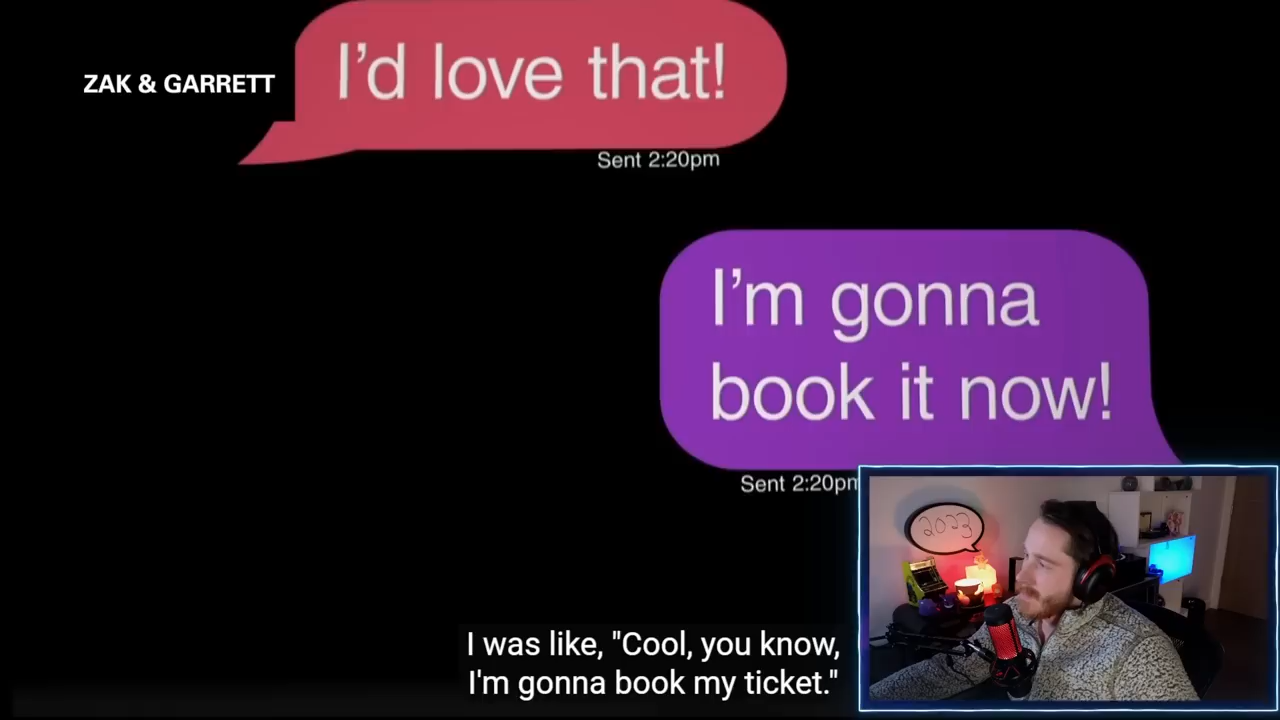 ZAK & GARRETT
I'd love that!
Sent 2:20pm
I'm gonna
book it now!
Sent 2:20pm
2023
I was like, "Cool, you know,
I'm gonna book my ticket."